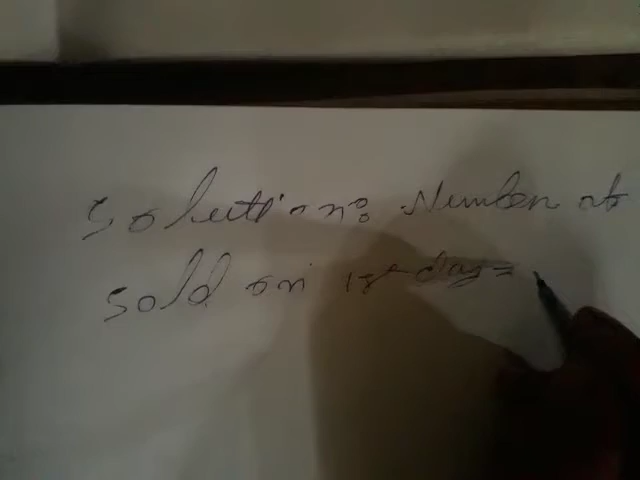 Solution: Number of
sold on 1st day =